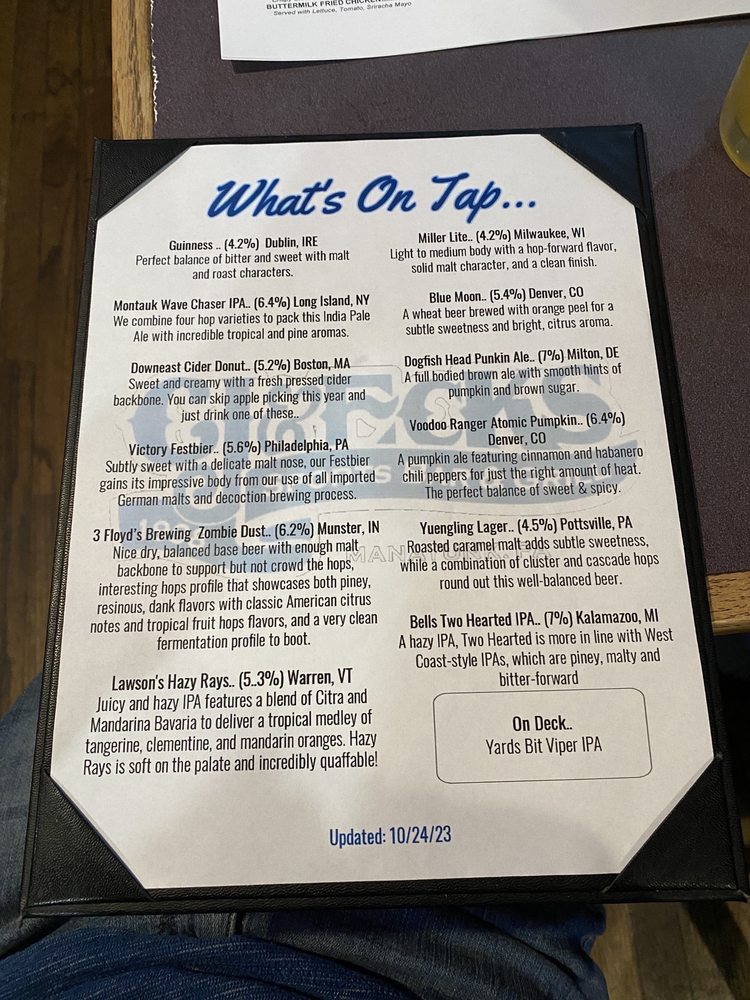 BUTTERMILK FRIED CHICKEN
Served with Lettuce, Tomato, Sriracha Mayo
What's On Tap...
Guinness .. (4.2%) Dublin, IRE
Perfect balance of bitter and sweet with malt
and roast characters.
Montauk Wave Chaser IPA.. (6.4%) Long Island, NY
We combine four hop varieties to pack this India Pale
Ale with incredible tropical and pine aromas.
Downeast Cider Donut.. (5.2%) Boston, MA
Sweet and creamy with a fresh pressed cider
backbone. You can skip apple picking this year and
just drink one of these..
Victory Festbier.. (5.6%) Philadelphia, PA
Subtly sweet with a delicate malt nose, our Festbier
gains its impressive body from our use of all imported
German malts and decoction brewing process.
3 Floyd's Brewing Zombie Dust.. (6.2%) Munster, IN
Nice dry, balanced base beer with enough malt
backbone to support but not crowd the hops,
interesting hops profile that showcases both piney,
resinous, dank flavors with classic American citrus
notes and tropical fruit hops flavors, and a very clean
fermentation profile to boot.
Lawson's Hazy Rays.. (5..3%) Warren, VT
Juicy and hazy IPA features a blend of Citra and
Mandarina Bavaria to deliver a tropical medley of
tangerine, clementine, and mandarin oranges. Hazy
Rays is soft on the palate and incredibly quaffable!
Miller Lite.. (4.2%) Milwaukee, WI
Light to medium body with a hop-forward flavor,
solid malt character, and a clean finish.
Blue Moon.. (5.4%) Denver, CO
A wheat beer brewed with orange peel for a
subtle sweetness and bright, citrus aroma.
Dogfish Head Punkin Ale.. (7%) Milton, DE
A full bodied brown ale with smooth hints of
pumpkin and brown sugar.
Voodoo Ranger Atomic Pumpkin.. (6.4%)
Denver, CO
A pumpkin ale featuring cinnamon and habanero
chili peppers for just the right amount of heat.
The perfect balance of sweet & spicy.
Yuengling Lager.. (4.5%) Pottsville, PA
Roasted caramel malt adds subtle sweetness,
while a combination of cluster and cascade hops
round out this well-balanced beer.
Bells Two Hearted IPA.. (7%) Kalamazoo, MI
A hazy IPA, Two Hearted is more in line with West
Coast-style IPAs, which are piney, malty and
bitter-forward
On Deck..
Yards Bit Viper IPA
Updated: 10/24/23